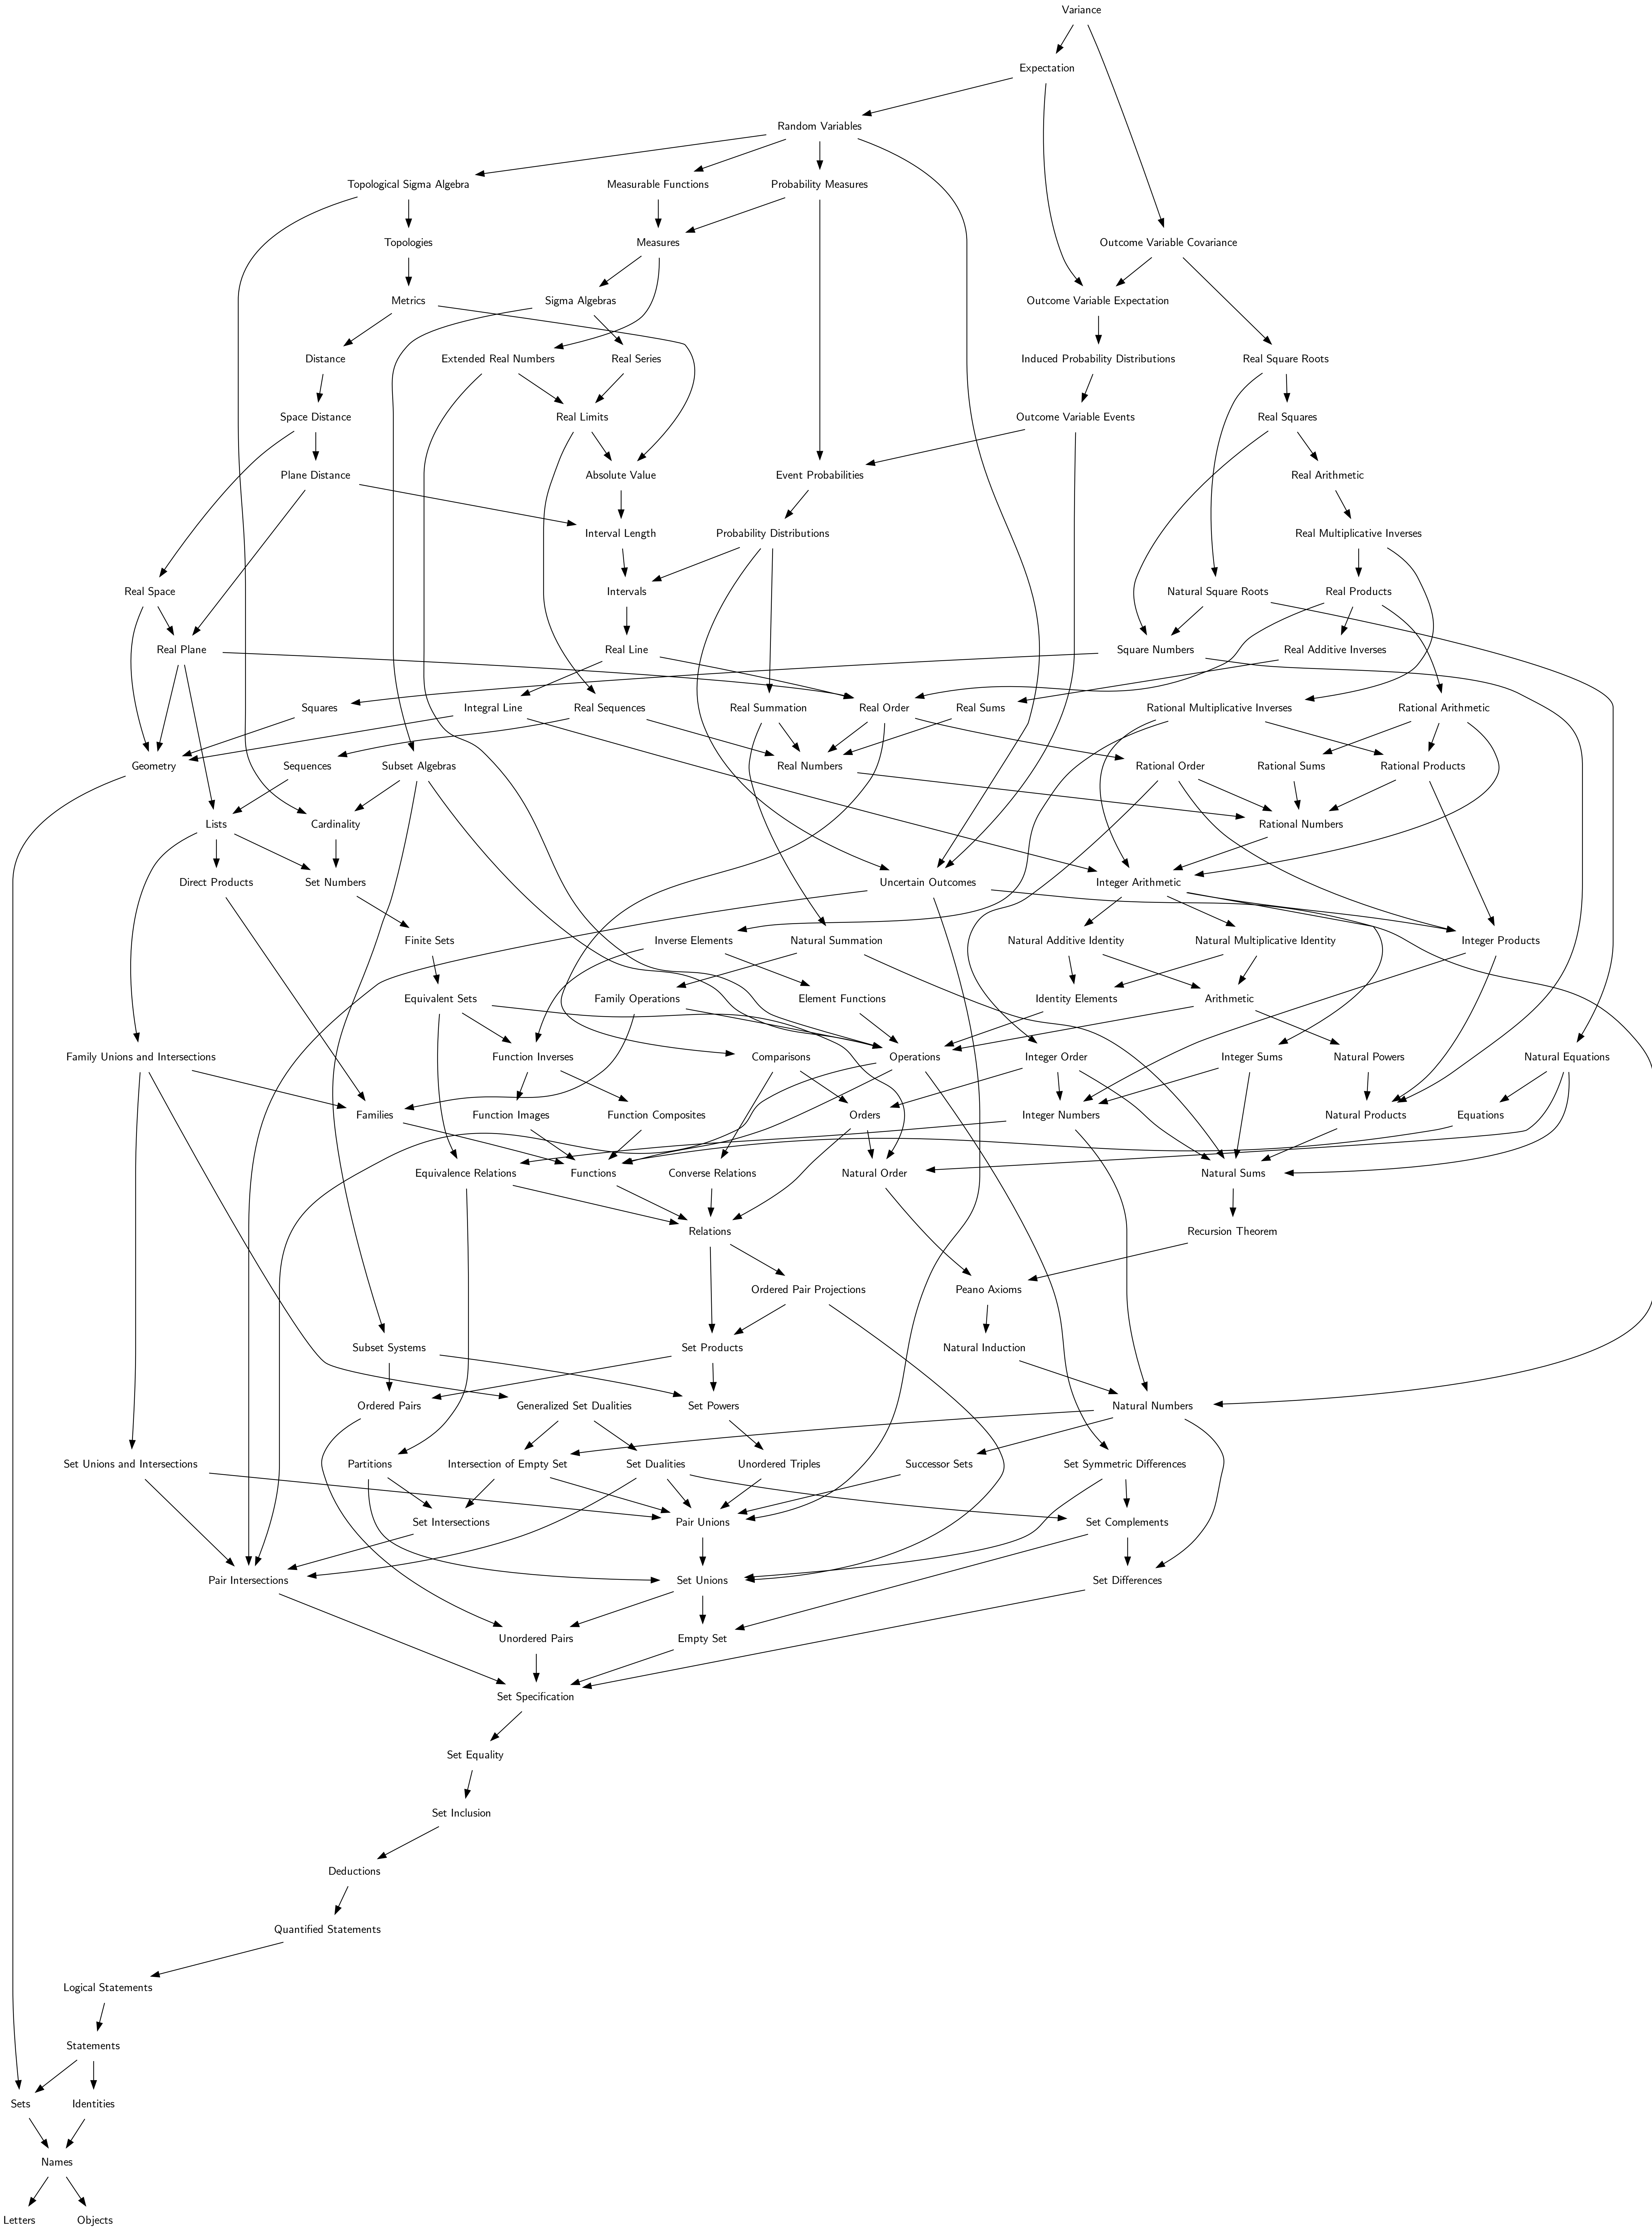 Variance
Expectation
Random Variables
Topological Sigma Algebra
Measurable Functions
Probability Measures
Topologies
Measures
Outcome Variable Covariance
Metrics
Sigma Algebras
Outcome Variable Expectation
Distance
Extended Real Numbers
Real Series
Induced Probability Distributions
Real Square Roots
Space Distance
Real Limits
Outcome Variable Events
Real Squares
Plane Distance
Absolute Value
Event Probabilities
Real Arithmetic
Interval Length
Probability Distributions
Real Multiplicative Inverses
Real Space
Intervals
Natural Square Roots
Real Products
Real Plane
Real Line
Square Numbers
Real Additive Inverses
Squares
Integral Line
Real Sequences
Real Summation
Real Order
Real Sums
Rational Multiplicative Inverses
Rational Arithmetic
Geometry
Sequences
Subset Algebras
Real Numbers
Rational Order
Rational Sums
Rational Products
Lists
Cardinality
Rational Numbers
Direct Products
Set Numbers
Uncertain Outcomes
Integer Arithmetic
Finite Sets
Inverse Elements
Natural Summation
Natural Additive Identity
Natural Multiplicative Identity
Integer Products
Equivalent Sets
Family Operations
Element Functions
Identity Elements
Arithmetic
Family Unions and Intersections
Function Inverses
Comparisons
Operations
Integer Order
Integer Sums
Natural Powers
Natural Equations
Families
Function Images
Function Composites
Orders
Integer Numbers
Natural Products
Equations
Equivalence Relations
Functions
Converse Relations
Natural Order
Natural Sums
Relations
Recursion Theorem
Ordered Pair Projections
Peano Axioms
Subset Systems
Set Products
Natural Induction
Ordered Pairs
Generalized Set Dualities
Set Powers
Natural Numbers
Set Unions and Intersections
Partitions
Intersection of Empty Set
Set Dualities
Unordered Triples
Successor Sets
Set Symmetric Differences
Set Intersections
Pair Unions
Set Complements
Pair Intersections
Set Unions
Set Differences
Unordered Pairs
Empty Set
Set Specification
Set Equality
Set Inclusion
Deductions
Quantified Statements
Logical Statements
Statements
Sets
Identities
Names
Letters
Objects